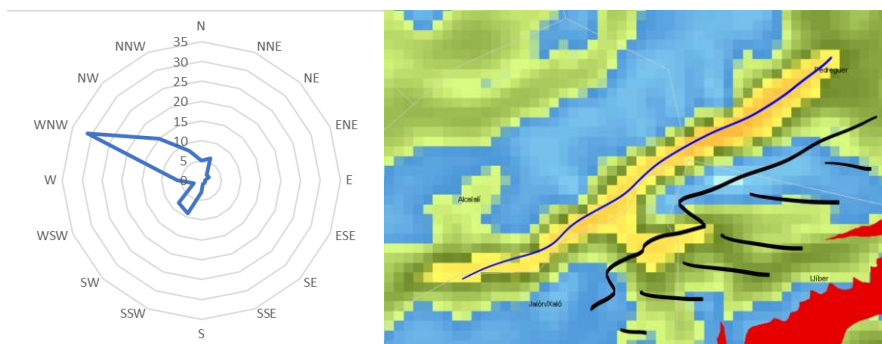 N
NNE
NE
ENE
E
ESE
SE
SSE
S
SSW
SW
WSW
W
WNW
NW
NNW
35
30
25
20
15
10
5
0
Pedreguer
Alcalalí
Jalón/Xaló
Llíber